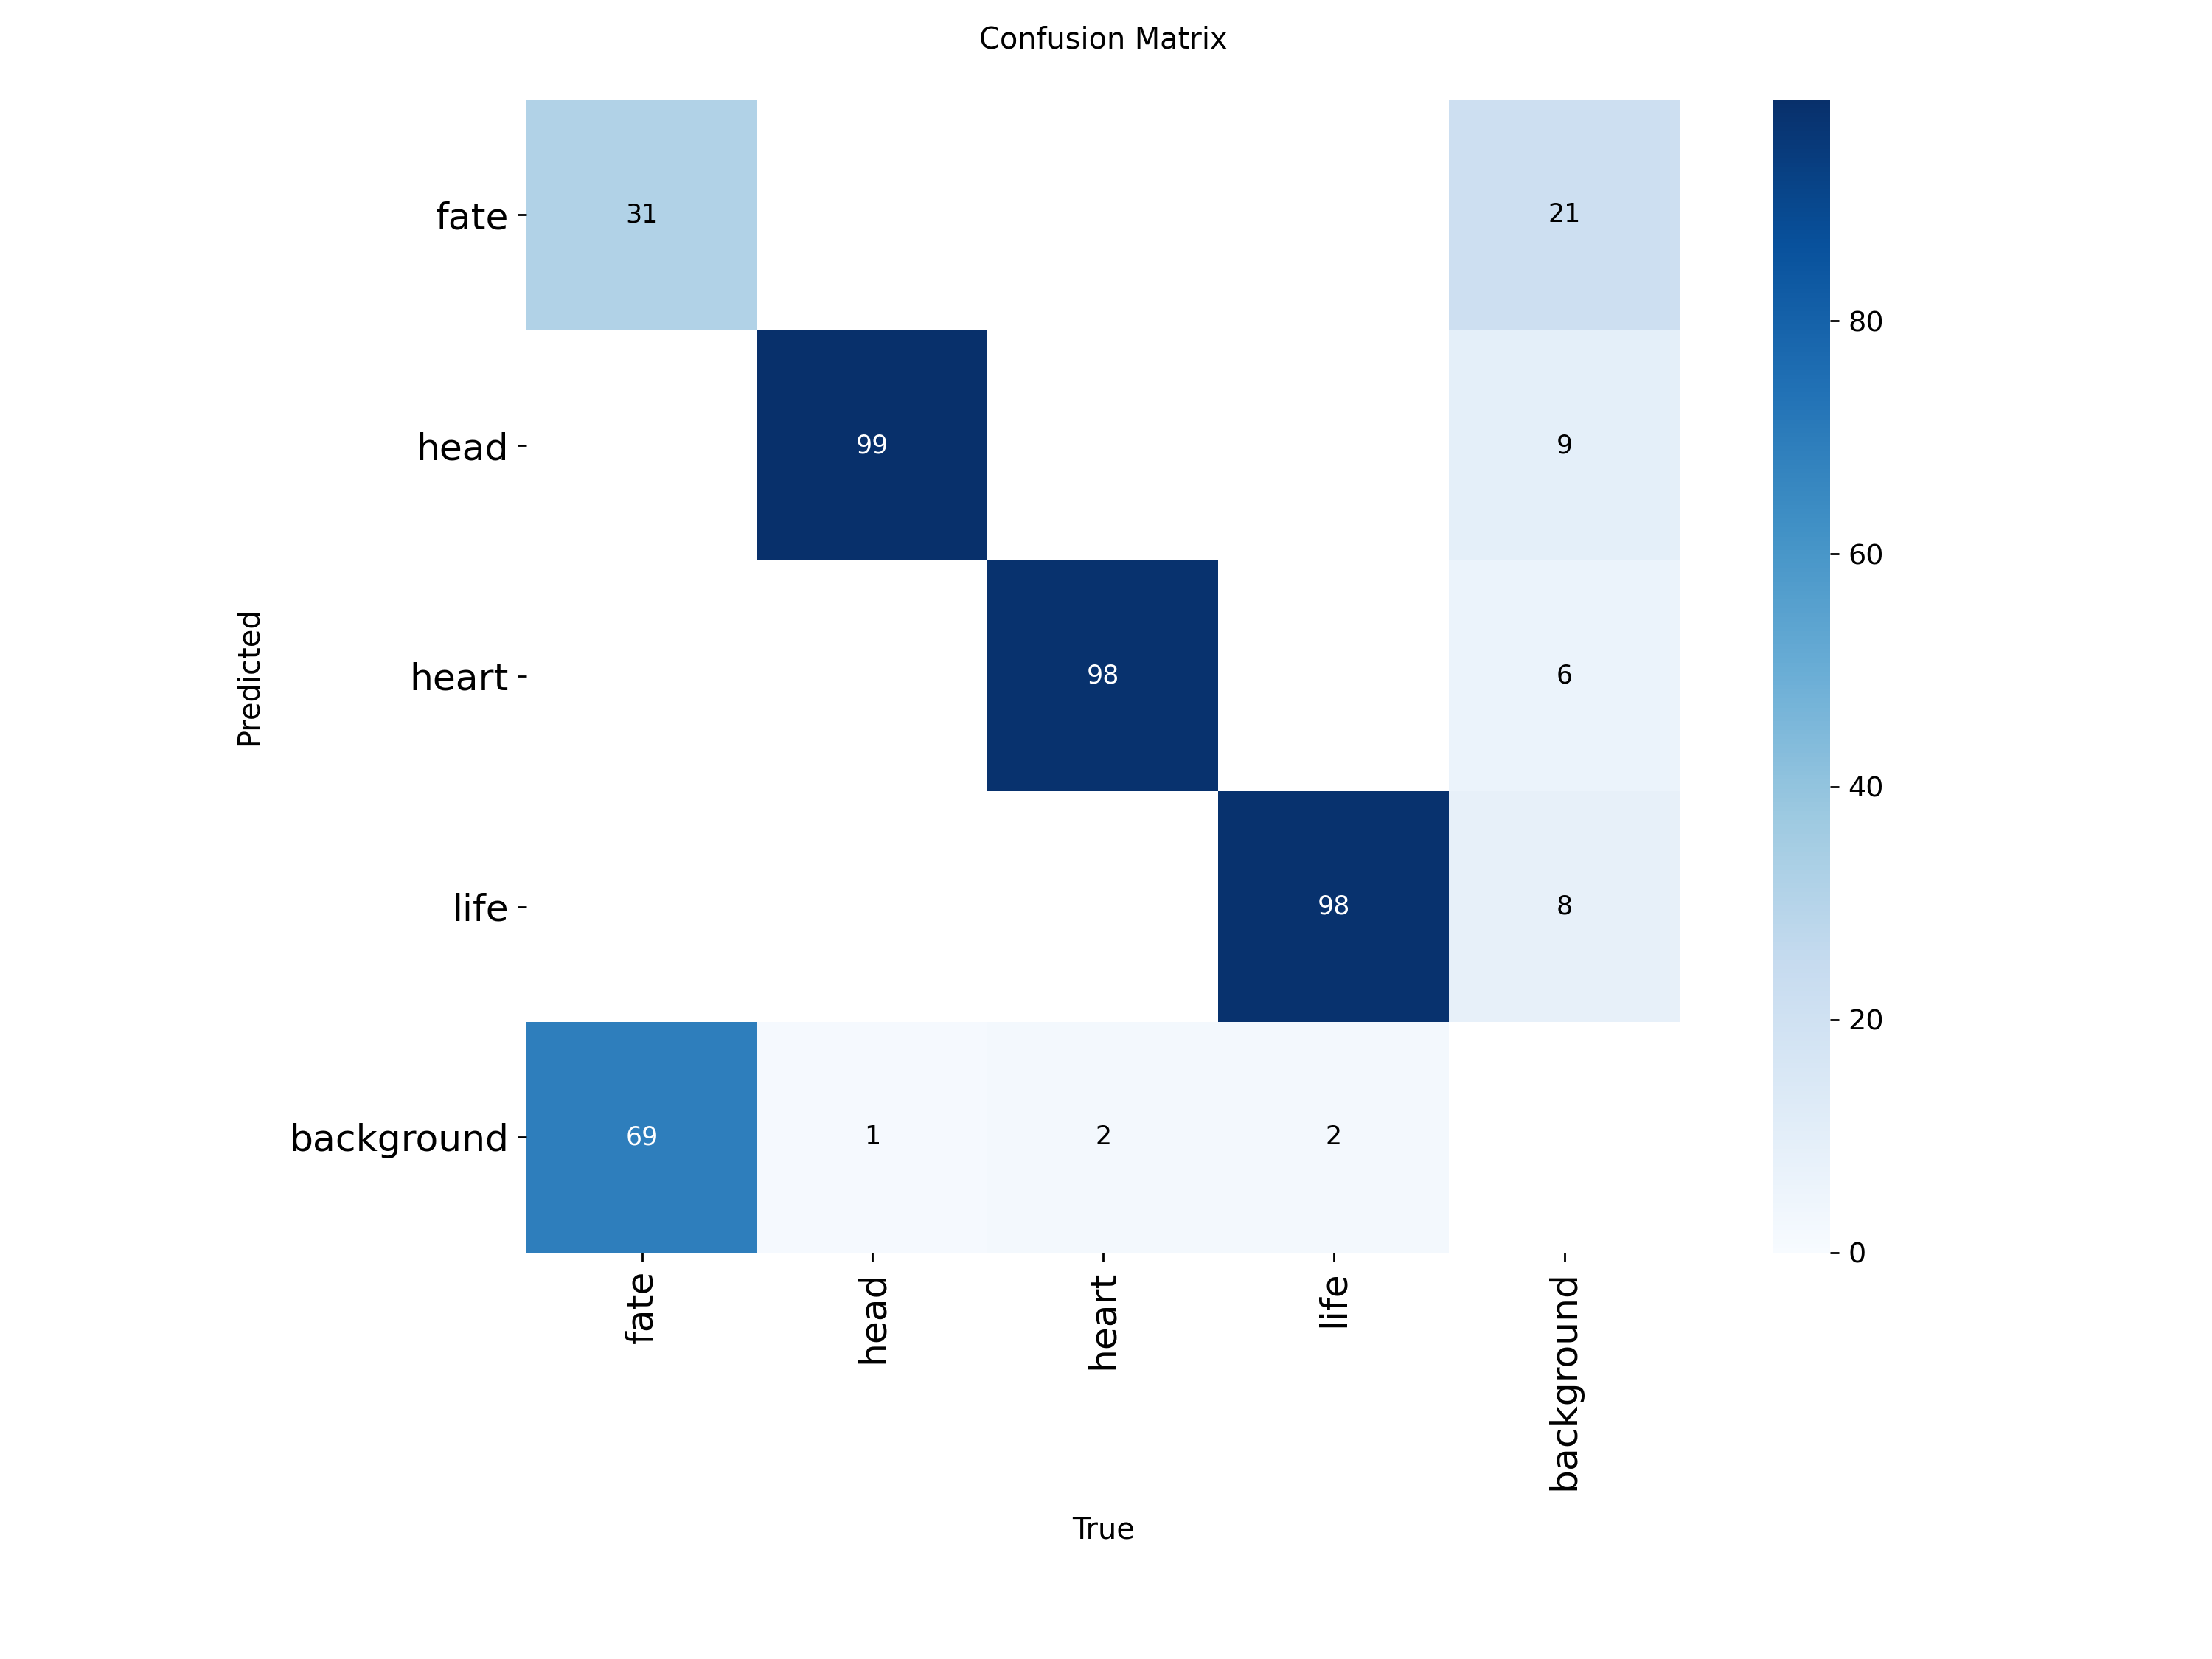 Confusion Matrix
fate
31
21
80
head
99
9
60
Predicted
heart
98
6
40
life
98
8
20
background
69
1
2
2
0
fate
head
heart
life
background
True